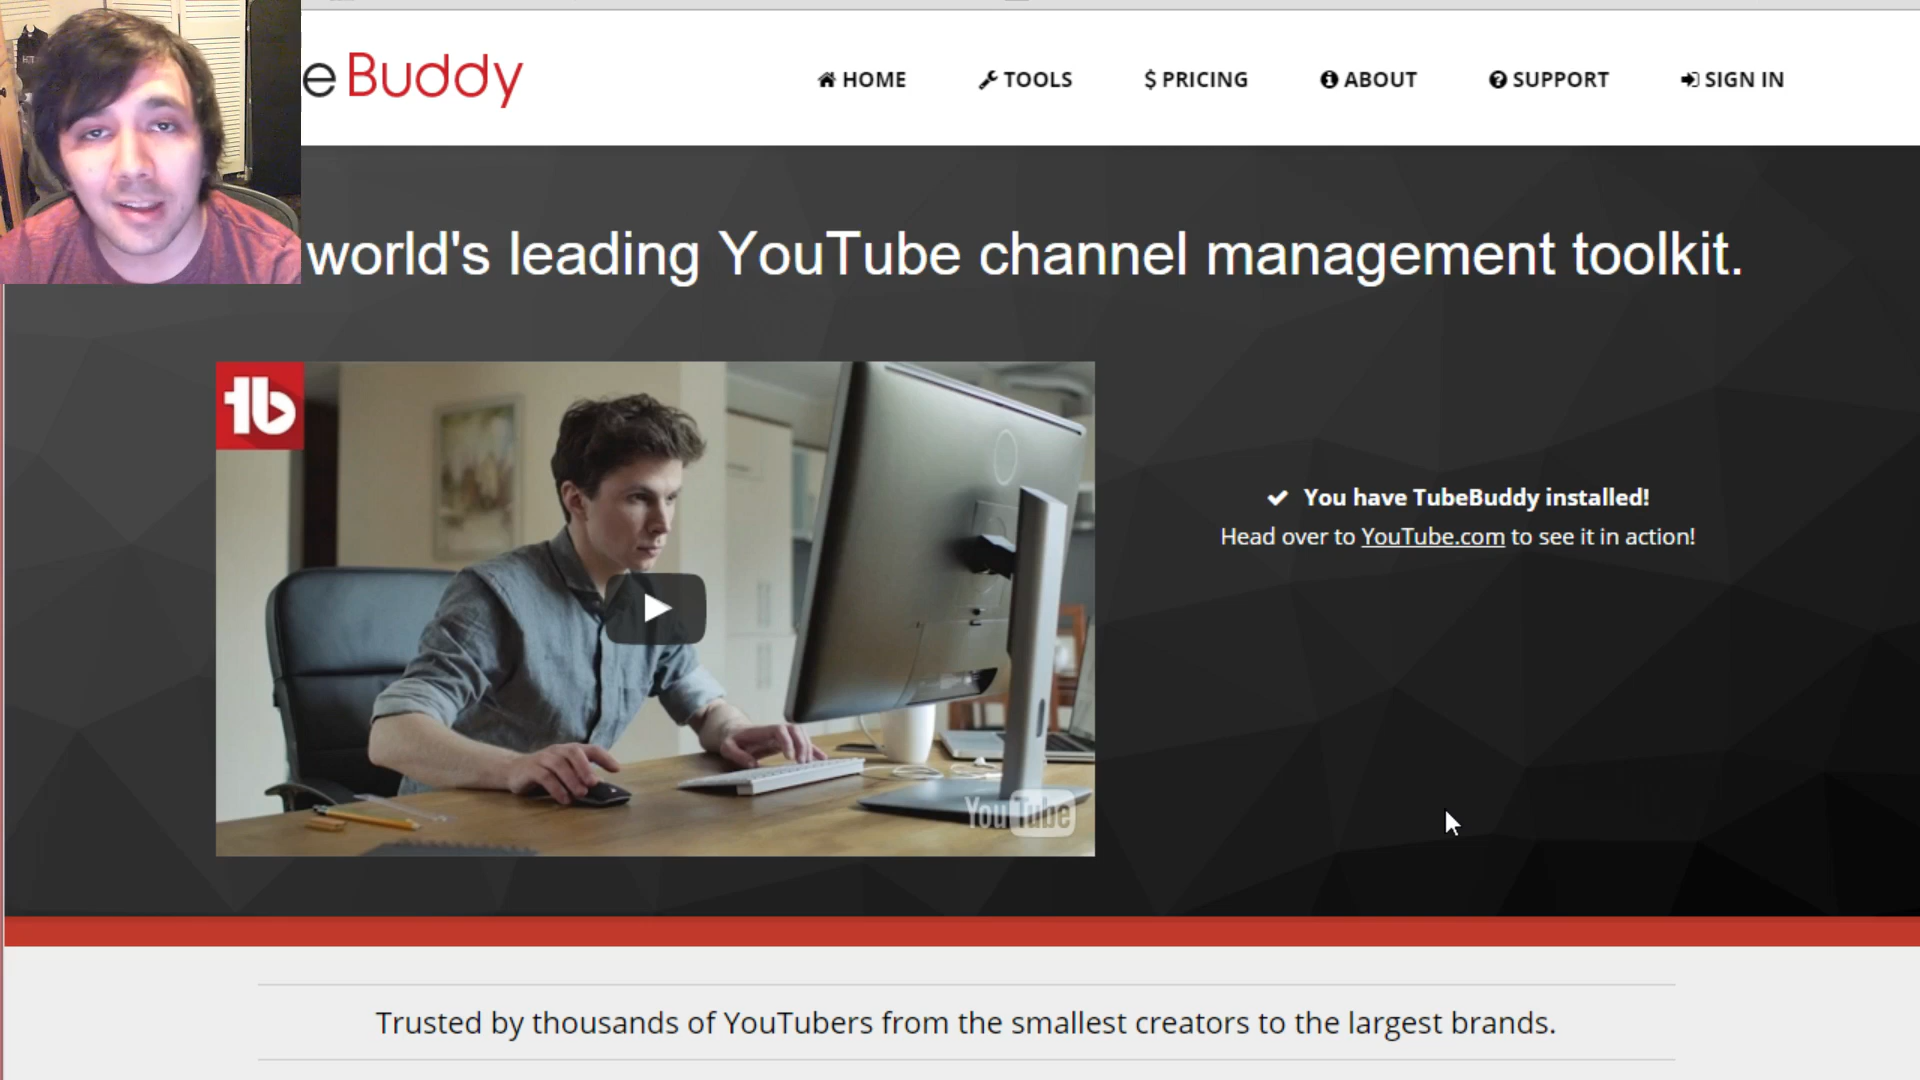 e Buddy
HOME
TOOLS
$ PRICING
ABOUT
SUPPORT
SIGN IN
world's leading YouTube channel management toolkit.
tb
✔ You have TubeBuddy installed!
Head over to YouTube.com to see it in action!
YouTube
Trusted by thousands of YouTubers from the smallest creators to the largest brands.